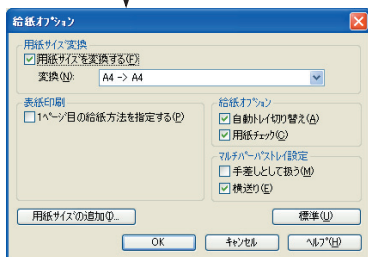 給紙オプション
用紙サイズ変換
用紙サイズを変換する(F)
変換(N): A4 -> A4
表紙印刷
1ページ目の給紙方法を指定する(P)
給紙オプション
自動トレイ切り替え(A)
用紙チェック(C)
マルチパーパストレイ設定
手差しとして扱う(M)
横送り(E)
用紙サイズの追加(I)...
標準(U)
OK キャンセル ヘルプ(H)